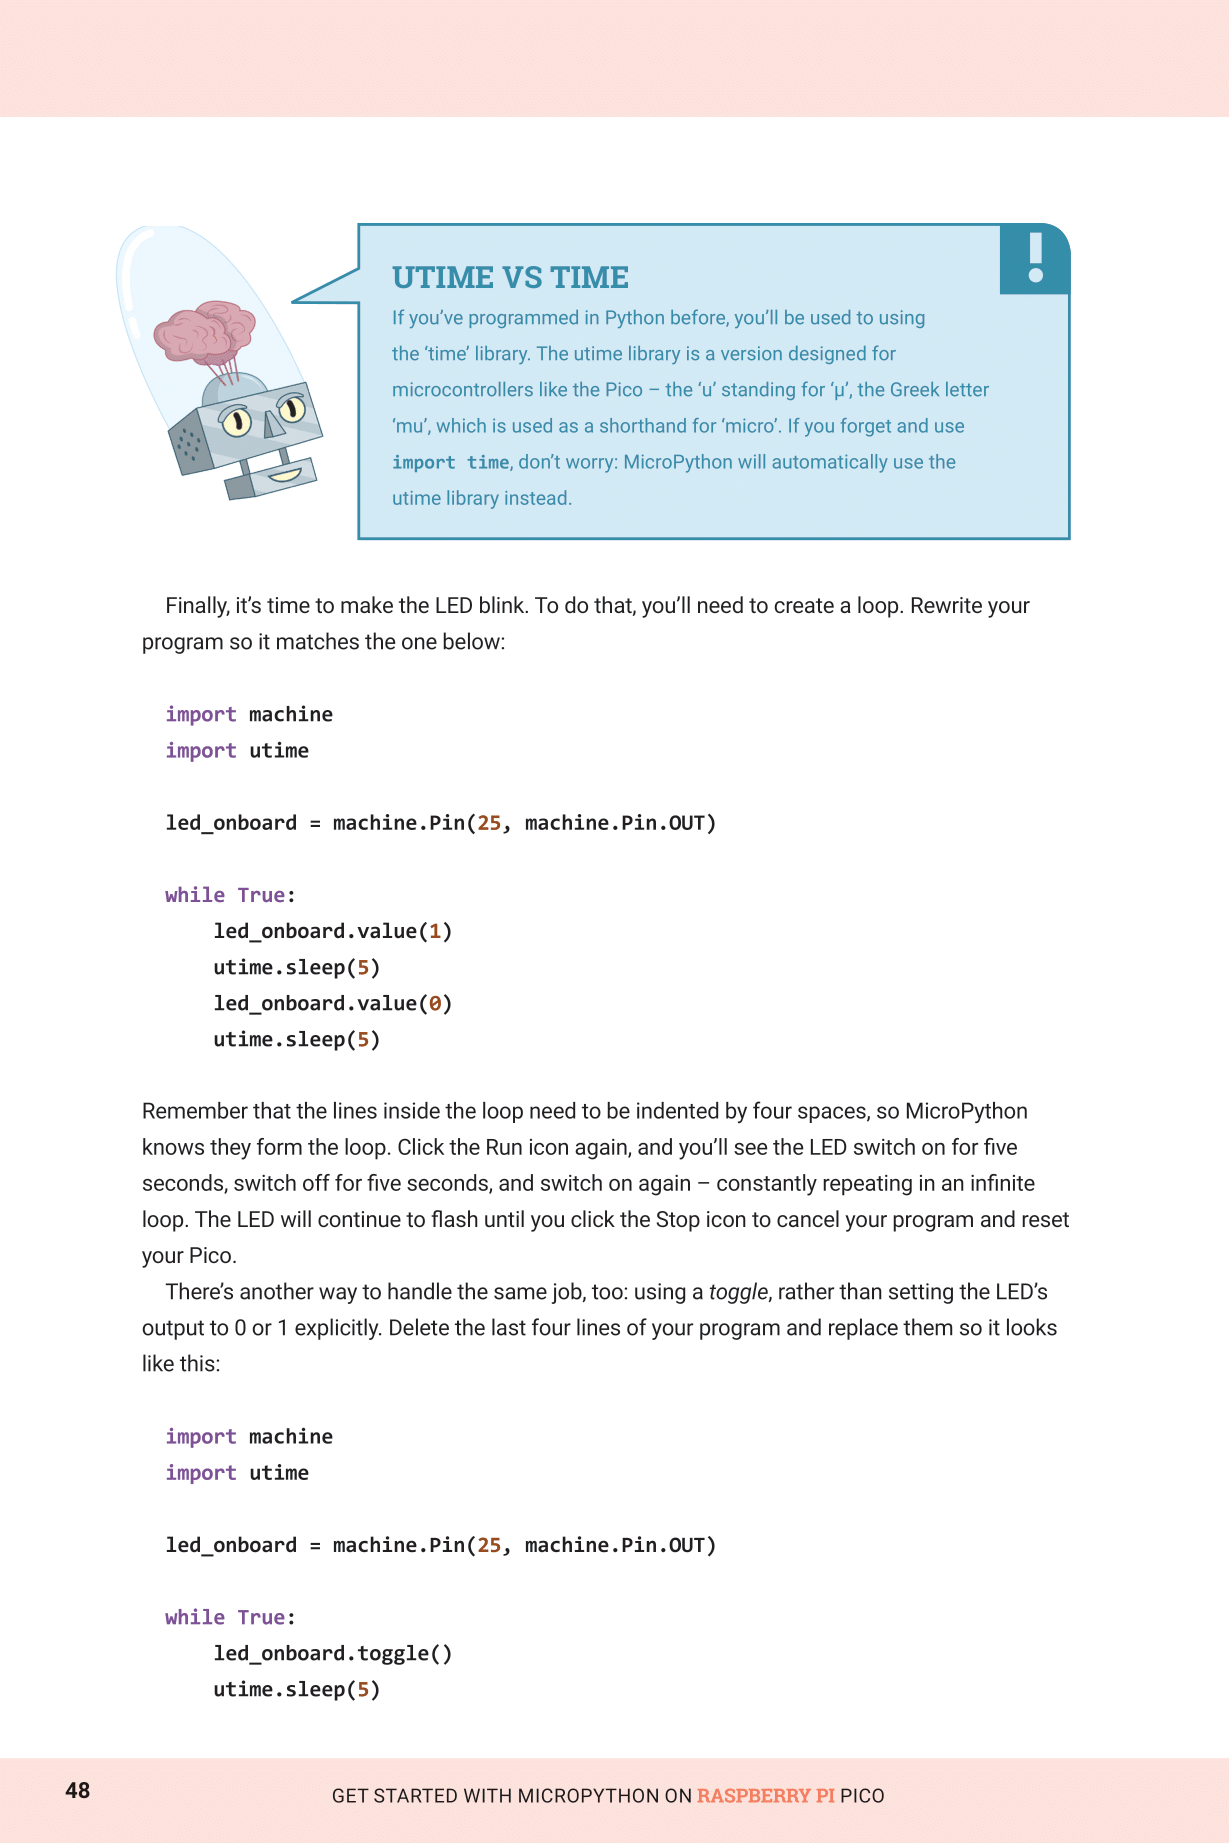 !
UTIME VS TIME
If you’ve programmed in Python before, you’ll be used to using
the ‘time’ library. The utime library is a version designed for
microcontrollers like the Pico – the ‘u’ standing for ‘μ’, the Greek letter
‘mu’, which is used as a shorthand for ‘micro’. If you forget and use
import time, don’t worry: MicroPython will automatically use the
utime library instead.
Finally, it’s time to make the LED blink. To do that, you’ll need to create a loop. Rewrite your
program so it matches the one below:
import machine
import utime
led_onboard = machine.Pin(25, machine.Pin.OUT)
while True:
    led_onboard.value(1)
    utime.sleep(5)
    led_onboard.value(0)
    utime.sleep(5)
Remember that the lines inside the loop need to be indented by four spaces, so MicroPython
knows they form the loop. Click the Run icon again, and you’ll see the LED switch on for five
seconds, switch off for five seconds, and switch on again – constantly repeating in an infinite
loop. The LED will continue to flash until you click the Stop icon to cancel your program and reset
your Pico.
There’s another way to handle the same job, too: using a toggle, rather than setting the LED’s
output to 0 or 1 explicitly. Delete the last four lines of your program and replace them so it looks
like this:
import machine
import utime
led_onboard = machine.Pin(25, machine.Pin.OUT)
while True:
    led_onboard.toggle()
    utime.sleep(5)
48
GET STARTED WITH MICROPYTHON ON RASPBERRY PI PICO